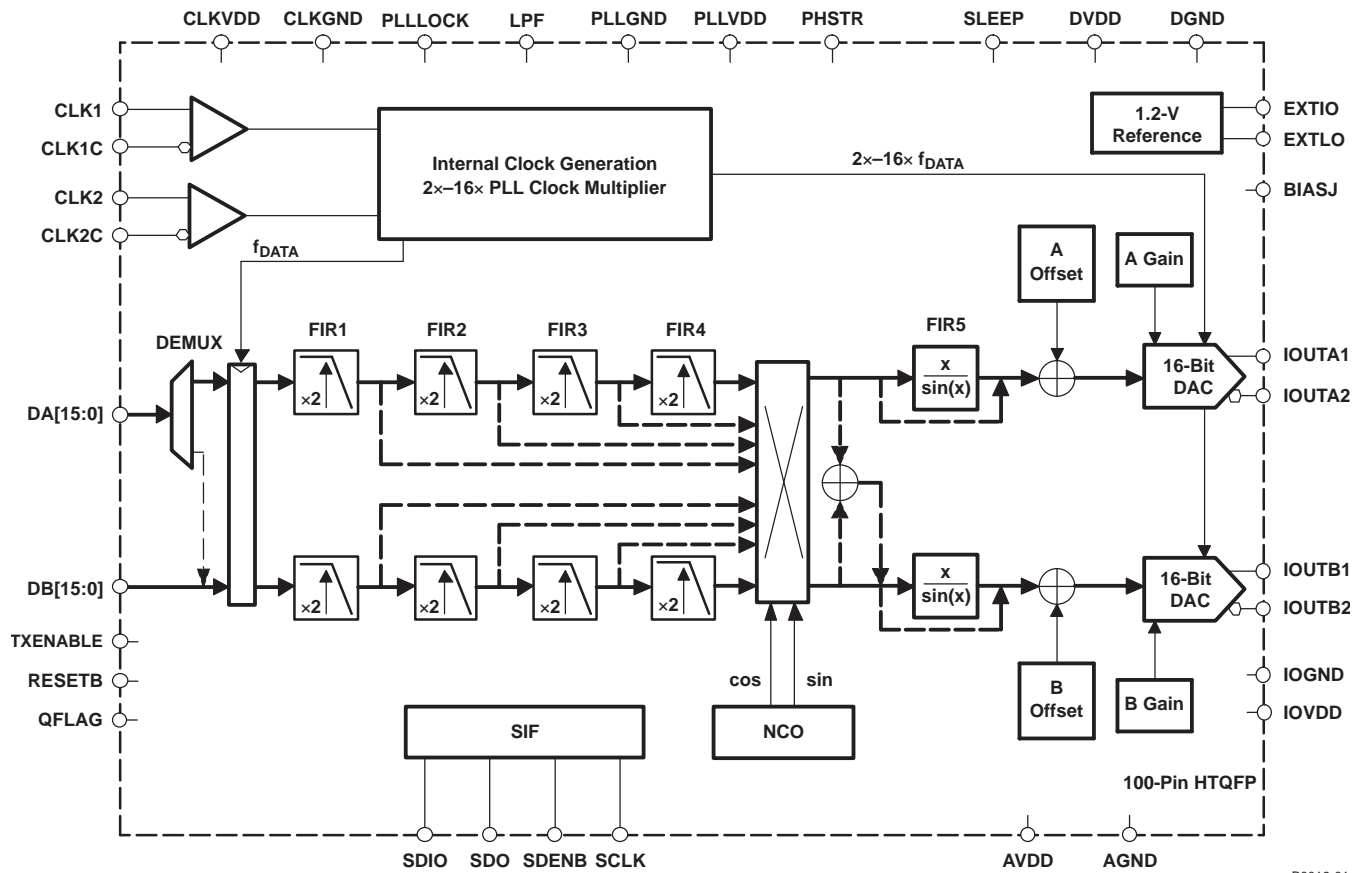 CLKVDD CLKGND PLLLOCK LPF PLLGND PLLVDD PHSTR SLEEP DVDD DGND
CLK1
CLK1C
CLK2
CLK2C
Internal Clock Generation
2×–16× PLL Clock Multiplier
2×–16× fDATA
fDATA
1.2-V
Reference
EXTIO
EXTLO
BIASJ
A
Offset
A Gain
DEMUX
FIR1
FIR2
FIR3
FIR4
FIR5
×2
×2
×2
×2
x
sin(x)
16-Bit
DAC
IOUTA1
IOUTA2
DA[15:0]
DB[15:0]
×2
×2
×2
×2
x
sin(x)
16-Bit
DAC
IOUTB1
IOUTB2
TXENABLE
RESETB
QFLAG
cos
sin
SIF
NCO
B
Offset
B Gain
IOGND
IOVDD
100-Pin HTQFP
SDIO SDO SDENB SCLK AVDD AGND